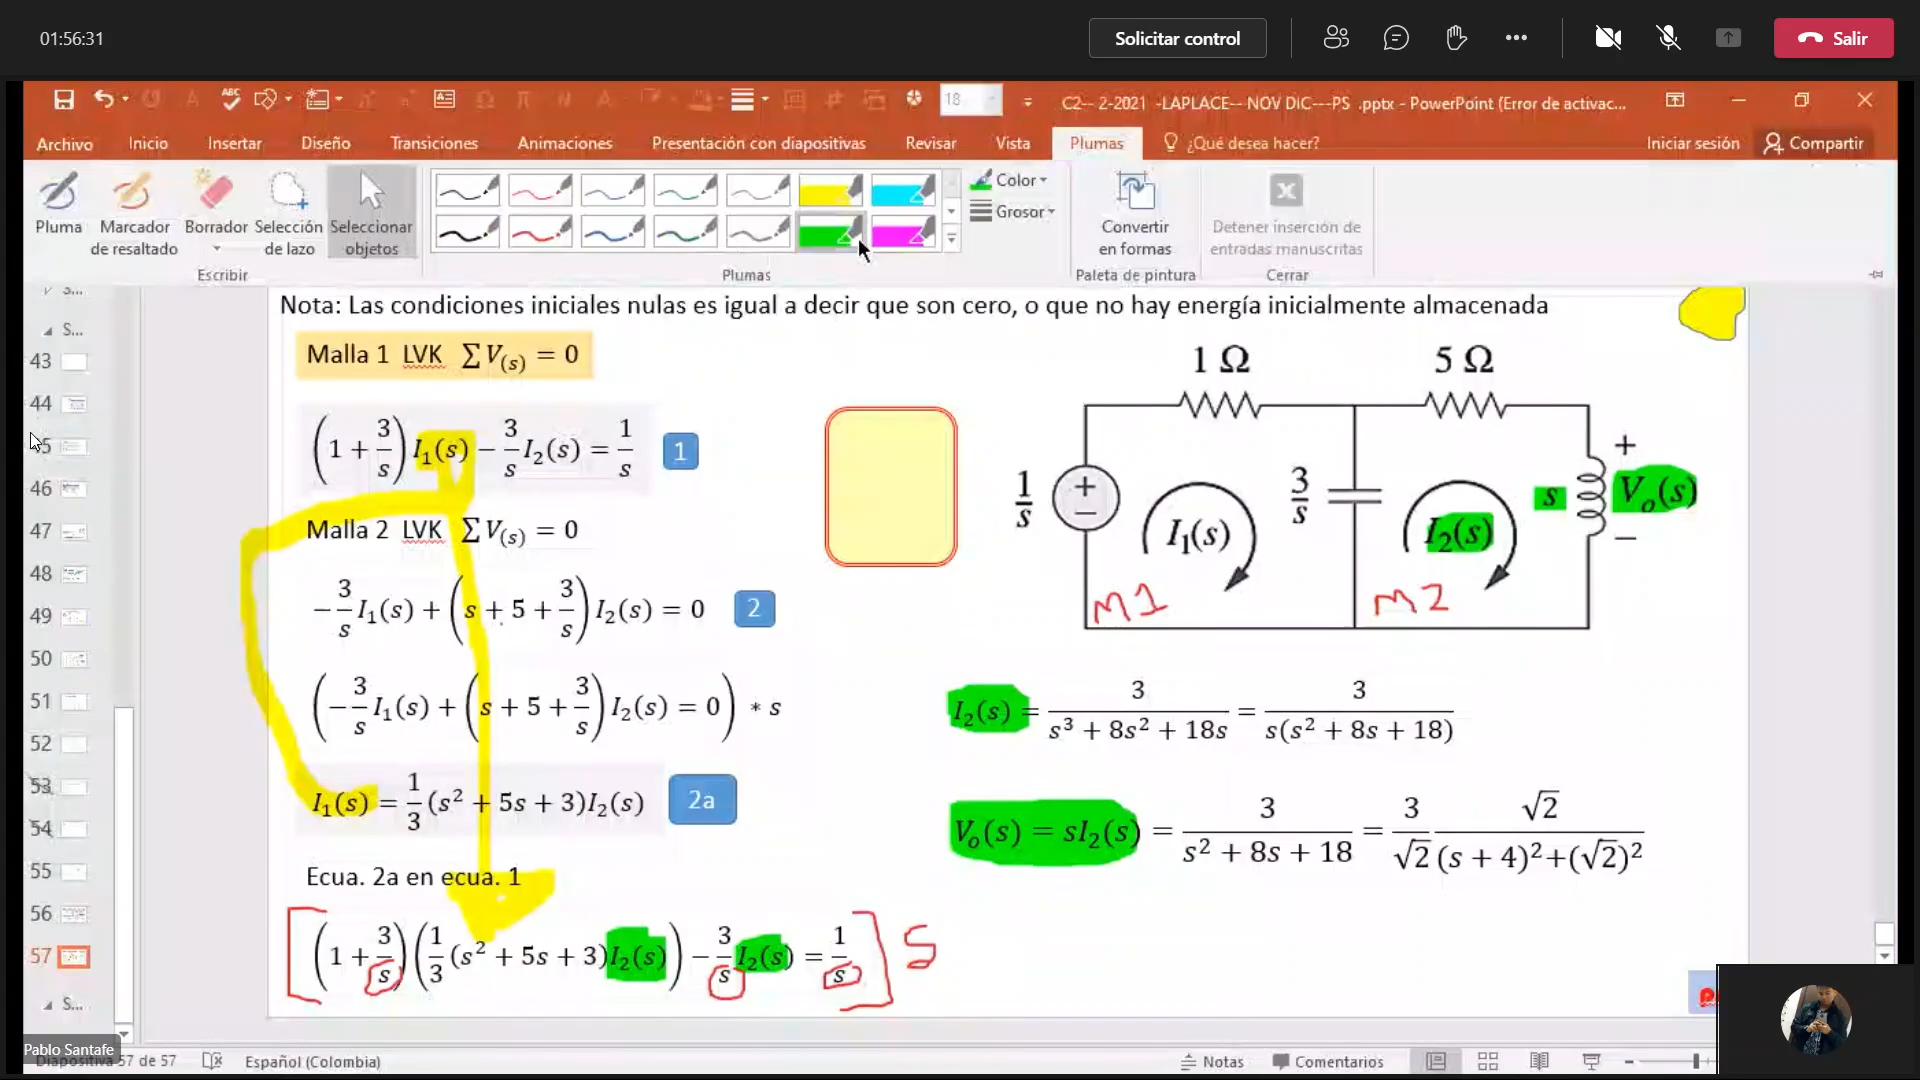 01:56:31
Solicitar control
Salir
18
C2-- 2-2021 -LAPLACE-- NOV DIC---PS .pptx - PowerPoint (Error de activac...
Archivo Inicio Insertar Diseño Transiciones Animaciones Presentación con diapositivas Revisar Vista Plumas ¿Qué desea hacer? Iniciar sesión Compartir
Pluma
Marcador de resaltado
Borrador
Selección de lazo
Seleccionar objetos
Escribir
Plumas
Color
Grosor
Convertir en formas
Paleta de pintura
Detener inserción de entradas manuscritas
Cerrar
S...
S...
43
44
45
46
47
48
49
50
51
52
53
54
55
56
57
S...
Nota: Las condiciones iniciales nulas es igual a decir que son cero, o que no hay energía inicialmente almacenada
Malla 1 LVK ∑V(s) = 0
(1 + 3/s) I₁(s) − 3/s I₂(s) = 1/s 1
Malla 2 LVK ∑V(s) = 0
−3/s I₁(s) + (s + 5 + 3/s) I₂(s) = 0 2
(−3/s I₁(s) + (s + 5 + 3/s) I₂(s) = 0) * s
I₁(s) = 1/3 (s² + 5s + 3)I₂(s) 2a
Ecua. 2a en ecua. 1
[(1 + 3/s)(1/3 (s² + 5s + 3)I₂(s)) − 3/s I₂(s) = 1/s] S
1 Ω 5 Ω
1/s + − I₁(s) 3/s I₂(s) s + V₀(s) −
M1 M2
I₂(s) = 3/(s³ + 8s² + 18s) = 3/(s(s² + 8s + 18))
V₀(s) = sI₂(s) = 3/(s² + 8s + 18) = 3/√2 √2/((s + 4)²+(√2)²)
Pablo Santafe
Diapositiva 57 de 57
Español (Colombia)
Notas
Comentarios